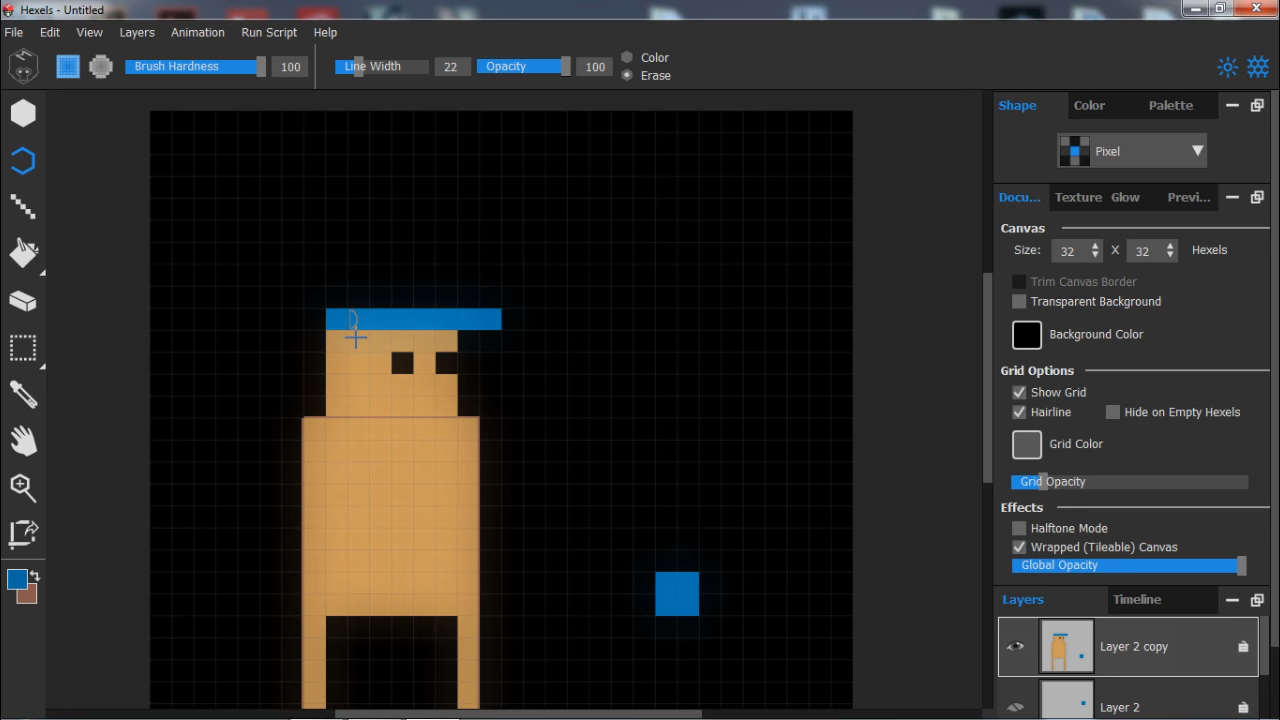 Hexels - Untitled
File Edit View Layers Animation Run Script Help
Brush Hardness 100 Line Width 22 Opacity 100 Color
Erase
Shape Color Palette
Pixel
Docu... Texture Glow Previ...
Canvas
Size: 32 X 32 Hexels
Trim Canvas Border
Transparent Background
Background Color
Grid Options
Show Grid
Hairline Hide on Empty Hexels
Grid Color
Grid Opacity
Effects
Halftone Mode
Wrapped (Tileable) Canvas
Global Opacity
Layers Timeline
Layer 2 copy
Layer 2